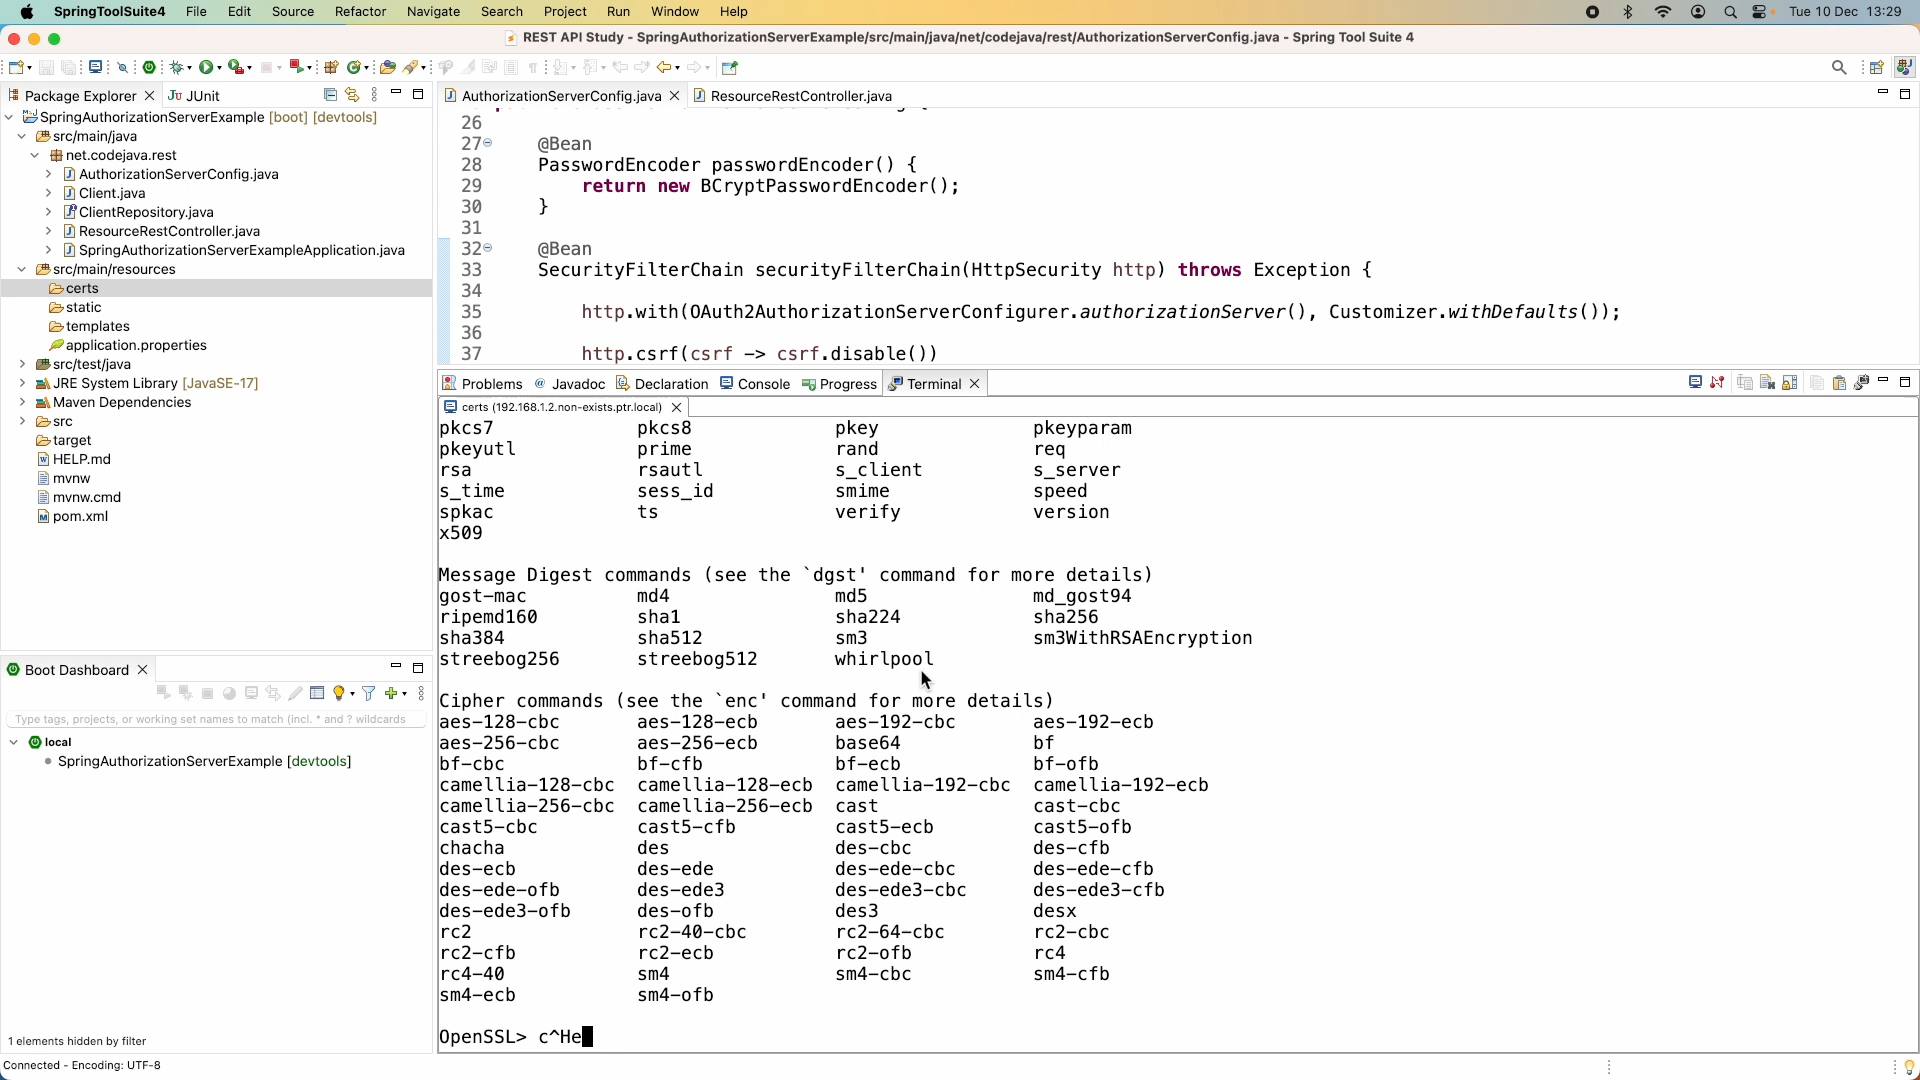 SpringToolSuite4 File Edit Source Refactor Navigate Search Project Run Window Help Tue 10 Dec 13:29
REST API Study - SpringAuthorizationServerExample/src/main/java/net/codejava/rest/AuthorizationServerConfig.java - Spring Tool Suite 4
Package Explorer JUnit
SpringAuthorizationServerExample [boot] [devtools]
src/main/java
net.codejava.rest
AuthorizationServerConfig.java
Client.java
ClientRepository.java
ResourceRestController.java
SpringAuthorizationServerExampleApplication.java
src/main/resources
certs
static
templates
application.properties
src/test/java
JRE System Library [JavaSE-17]
Maven Dependencies
src
target
HELP.md
mvnw
mvnw.cmd
pom.xml
Boot Dashboard
Type tags, projects, or working set names to match (incl. * and ? wildcards
local
SpringAuthorizationServerExample [devtools]
1 elements hidden by filter
AuthorizationServerConfig.java ResourceRestController.java
26
27 @Bean
28 PasswordEncoder passwordEncoder() {
29 return new BCryptPasswordEncoder();
30 }
31
32 @Bean
33 SecurityFilterChain securityFilterChain(HttpSecurity http) throws Exception {
34
35 http.with(OAuth2AuthorizationServerConfigurer.authorizationServer(), Customizer.withDefaults());
36
37 http.csrf(csrf -> csrf.disable())
Problems Javadoc Declaration Console Progress Terminal
certs (192.168.1.2.non-exists.ptr.local)
pkcs7 pkcs8 pkey pkeyparam
pkeyutl prime rand req
rsa rsautl s_client s_server
s_time sess_id smime speed
spkac ts verify version
x509
Message Digest commands (see the `dgst' command for more details)
gost-mac md4 md5 md_gost94
ripemd160 sha1 sha224 sha256
sha384 sha512 sm3 sm3WithRSAEncryption
streebog256 streebog512 whirlpool
Cipher commands (see the `enc' command for more details)
aes-128-cbc aes-128-ecb aes-192-cbc aes-192-ecb
aes-256-cbc aes-256-ecb base64 bf
bf-cbc bf-cfb bf-ecb bf-ofb
camellia-128-cbc camellia-128-ecb camellia-192-cbc camellia-192-ecb
camellia-256-cbc camellia-256-ecb cast cast-cbc
cast5-cbc cast5-cfb cast5-ecb cast5-ofb
chacha des des-cbc des-cfb
des-ecb des-ede des-ede-cbc des-ede-cfb
des-ede-ofb des-ede3 des-ede3-cbc des-ede3-cfb
des-ede3-ofb des-ofb des3 desx
rc2 rc2-40-cbc rc2-64-cbc rc2-cbc
rc2-cfb rc2-ecb rc2-ofb rc4
rc4-40 sm4 sm4-cbc sm4-cfb
sm4-ecb sm4-ofb
OpenSSL> c^He
Connected - Encoding: UTF-8